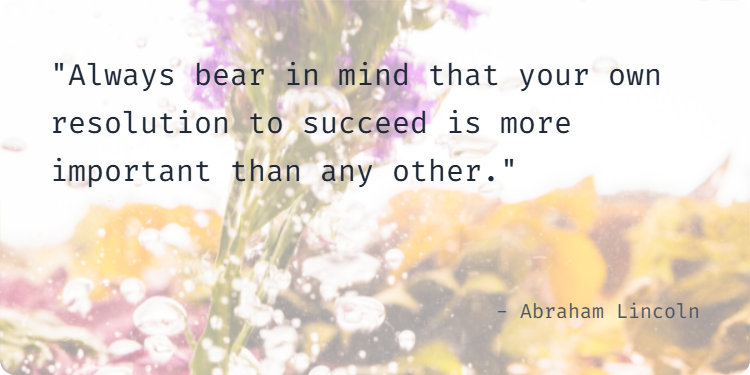 "Always bear in mind that your own
resolution to succeed is more
important than any other."
– Abraham Lincoln